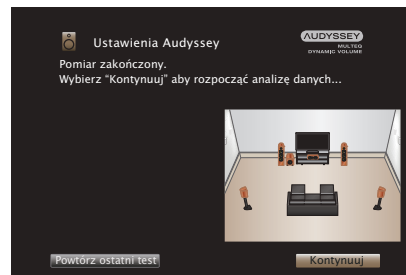 Ustawienia Audyssey
AUDYSSEY
MULTEQ
DYNAMIC VOLUME
Pomiar zakończony.
Wybierz “Kontynuuj” aby rozpocząć analizę danych...
Powtórz ostatni test
Kontynuuj